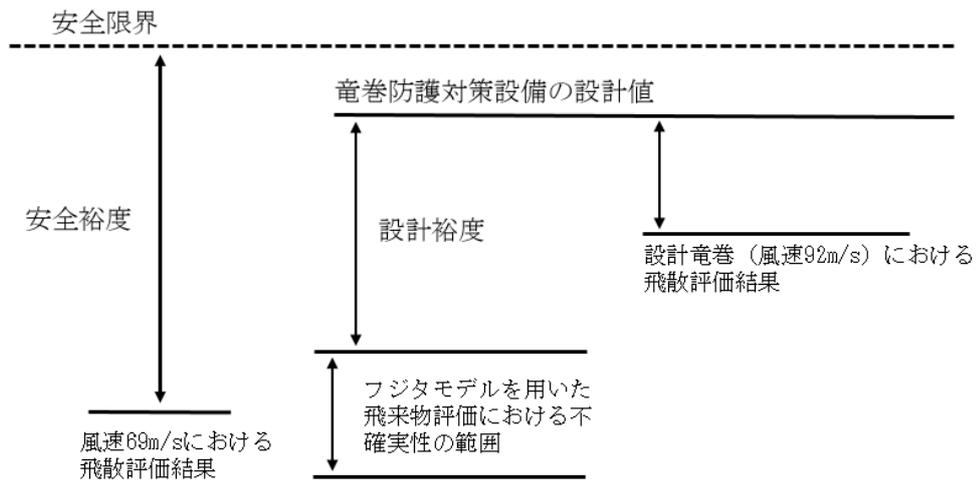 安全限界
竜巻防護対策設備の設計値
安全裕度
設計裕度
設計竜巻（風速92m/s）における
飛散評価結果
フジタモデルを用いた
飛来物評価における不
確実性の範囲
風速69m/sにおける
飛散評価結果